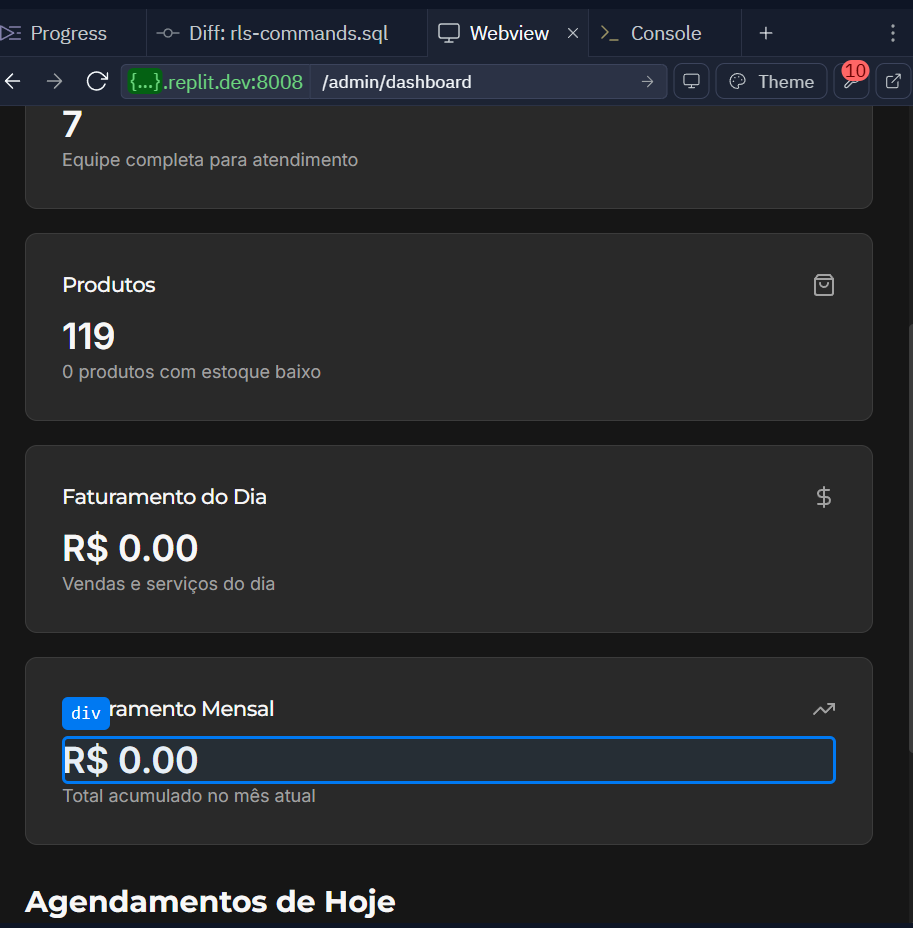 Progress
Diff: rls-commands.sql
Webview
Console
{...}.replit.dev:8008 /admin/dashboard
Theme
10
7
Equipe completa para atendimento
Produtos
119
0 produtos com estoque baixo
Faturamento do Dia
R$ 0.00
Vendas e serviços do dia
div
ramento Mensal
R$ 0.00
Total acumulado no mês atual
Agendamentos de Hoje